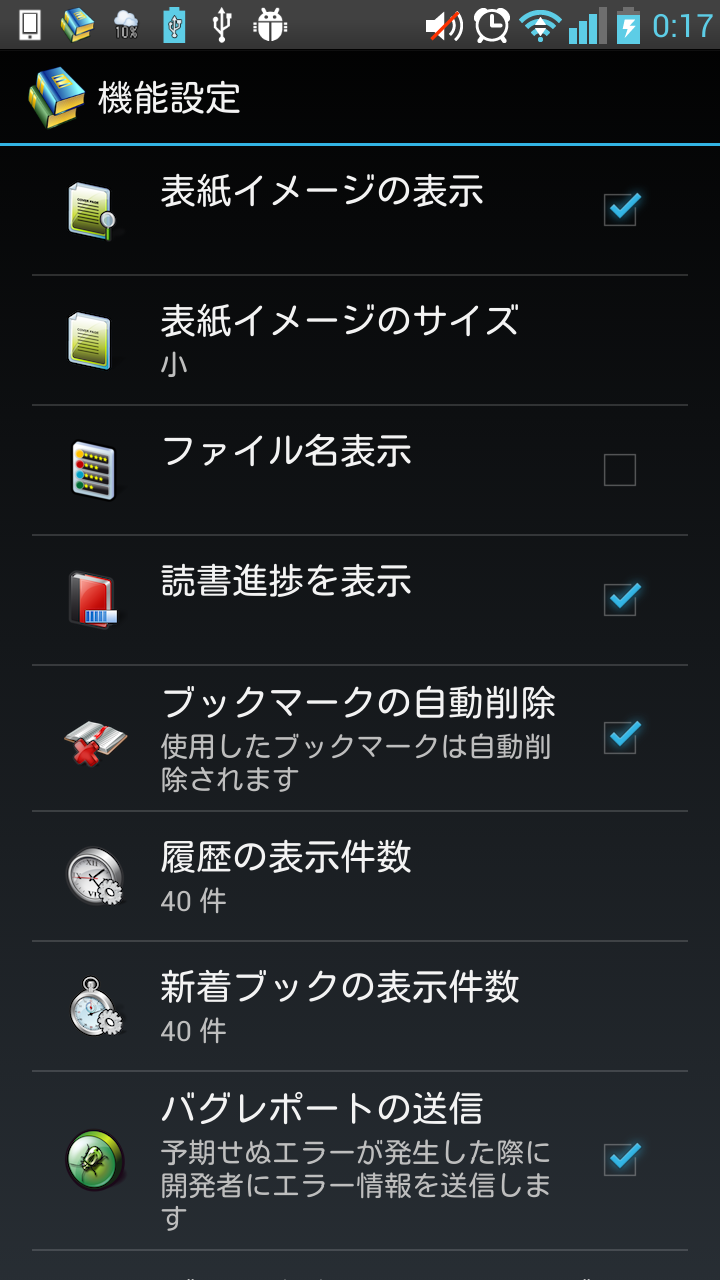 10%
0:17
機能設定
表紙イメージの表示
表紙イメージのサイズ
小
ファイル名表示
読書進捗を表示
ブックマークの自動削除
使用したブックマークは自動削
除されます
履歴の表示件数
40 件
新着ブックの表示件数
40 件
バグレポートの送信
予期せぬエラーが発生した際に
開発者にエラー情報を送信しま
す